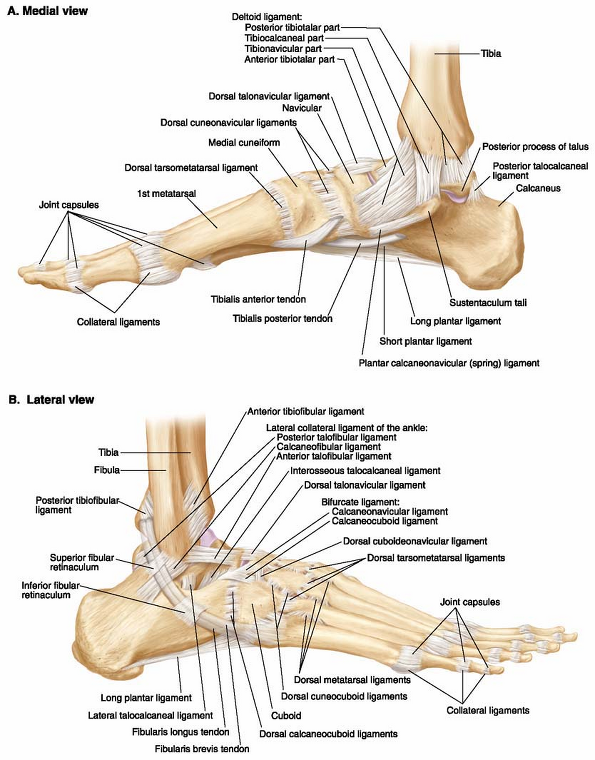 A. Medial view
Deltoid ligament:
Posterior tibiotalar part
Tibiocalcaneal part
Tibionavicular part
Anterior tibiotalar part
Tibia
Dorsal talonavicular ligament
Navicular
Dorsal cuneonavicular ligaments
Medial cuneiform
Posterior process of talus
Dorsal tarsometatarsal ligament
Posterior talocalcaneal
ligament
Calcaneus
1st metatarsal
Joint capsules
Tibialis anterior tendon
Sustentaculum tali
Collateral ligaments
Tibialis posterior tendon
Long plantar ligament
Short plantar ligament
Plantar calcaneonavicular (spring) ligament
B. Lateral view
Anterior tibiofibular ligament
Lateral collateral ligament of the ankle:
Posterior talofibular ligament
Calcaneofibular ligament
Anterior talofibular ligament
Tibia
Fibula
Interosseous talocalcaneal ligament
Dorsal talonavicular ligament
Posterior tibiofibular
ligament
Bifurcate ligament:
Calcaneonavicular ligament
Calcaneocuboid ligament
Dorsal cuboideonavicular ligament
Dorsal tarsometatarsal ligaments
Superior fibular
retinaculum
Inferior fibular
retinaculum
Joint capsules
Dorsal metatarsal ligaments
Long plantar ligament
Dorsal cuneocuboid ligaments
Collateral ligaments
Lateral talocalcaneal ligament
Cuboid
Fibularis longus tendon
Dorsal calcaneocuboid ligaments
Fibularis brevis tendon